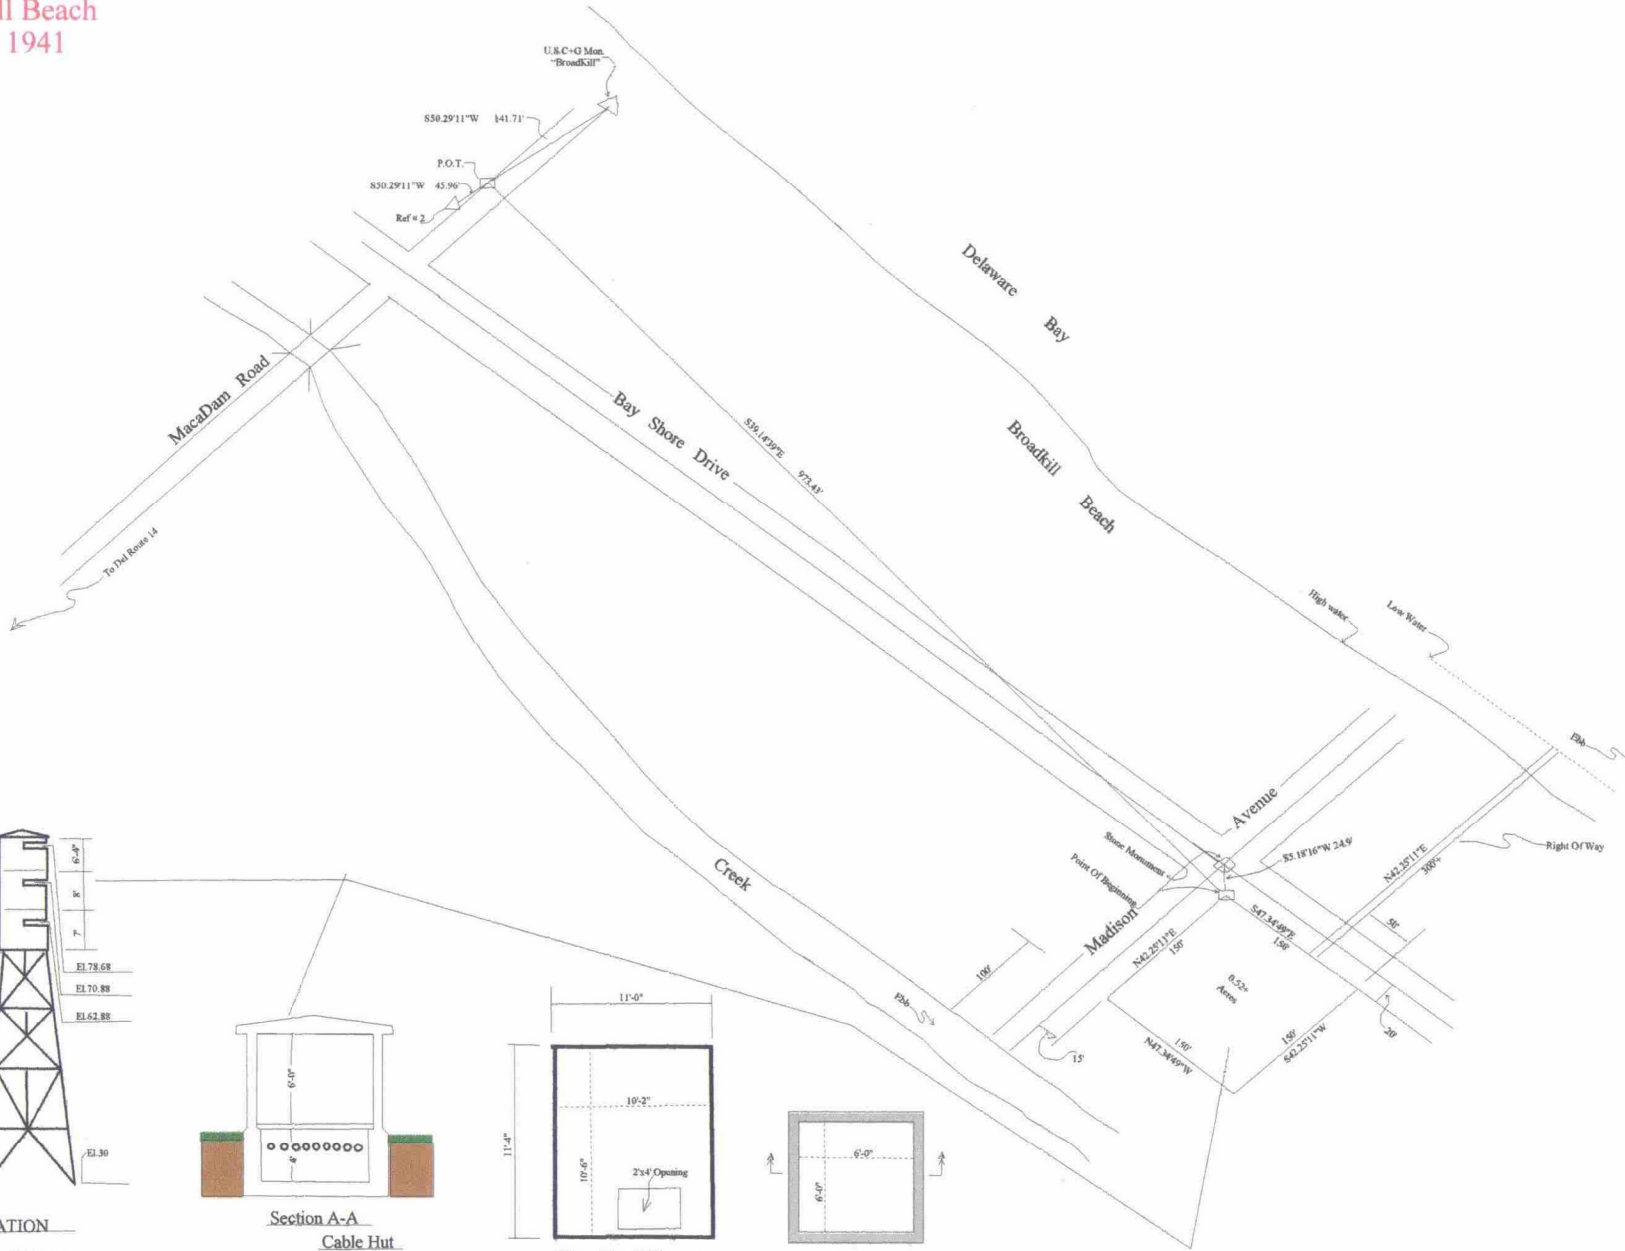 ll Beach
1941
U.S.C+G Mon.
"BroadKill"
S50.29'11"W 141.71'
P.O.T.
S50.29'11"W 45.96'
Ref # 2
MacaDam Road
To Del Route 14
Bay Shore Drive
S39.14'39"E 973.43'
Delaware Bay
Broadkill Beach
High water
Low Water
Ebb
Right Of Way
N42.25'11"E
300'+
Avenue
Madison
Stone Monument
Point Of Beginning
S5.18'16"W 24.9'
S47.34'49"E
150'
N42.25'11"E
150'
0.52+
Acres
50'
20'
150'
S42.25'11"W
150'
N47.34'49"W
15'
100'
Ebb
Creek
6'-4"
8'
7'
El.78.68
El.70.88
El.62.88
El.30
ATION
6'-0"
4'
Section A-A
Cable Hut
11'-0"
11'-4"
10'-2"
10'-6"
2'x4' Opening
A
A
6'-0"
6'-0"